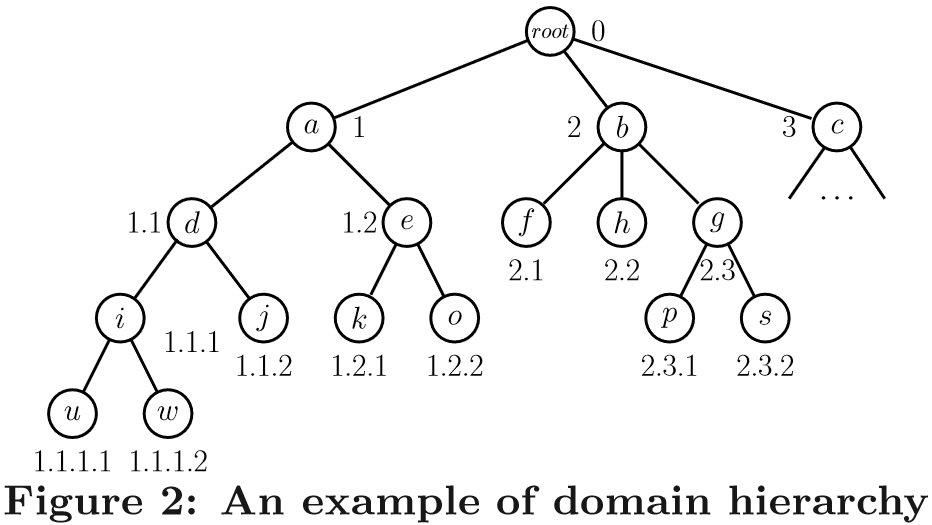 root 0
a 1 2 b 3 c
1.1 d 1.2 e f h g ...
2.1 2.2 2.3
i j k o p s
1.1.1 1.1.2 1.2.1 1.2.2 2.3.1 2.3.2
u w
1.1.1.1 1.1.1.2
Figure 2: An example of domain hierarchy